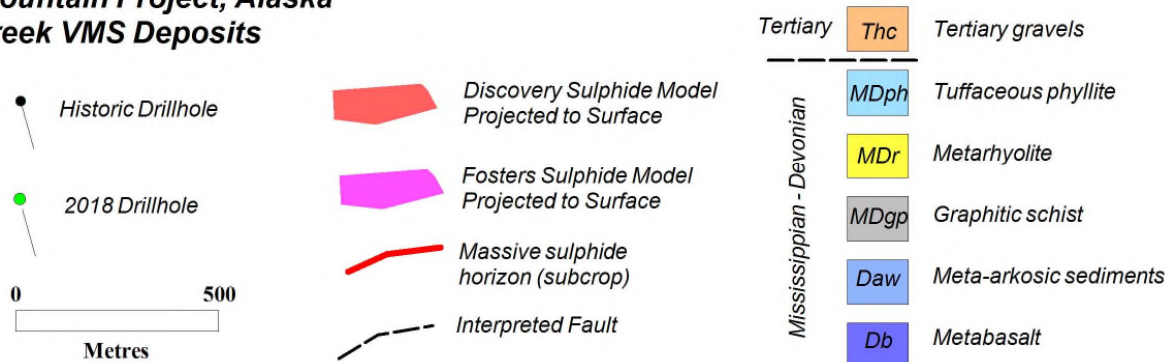 ountain Project, Alaska
reek VMS Deposits
Historic Drillhole
2018 Drillhole
0 500
Metres
Discovery Sulphide Model
Projected to Surface
Fosters Sulphide Model
Projected to Surface
Massive sulphide
horizon (subcrop)
Interpreted Fault
Tertiary
Thc Tertiary gravels
Mississippian - Devonian
MDph Tuffaceous phyllite
MDr Metarhyolite
MDgp Graphitic schist
Daw Meta-arkosic sediments
Db Metabasalt